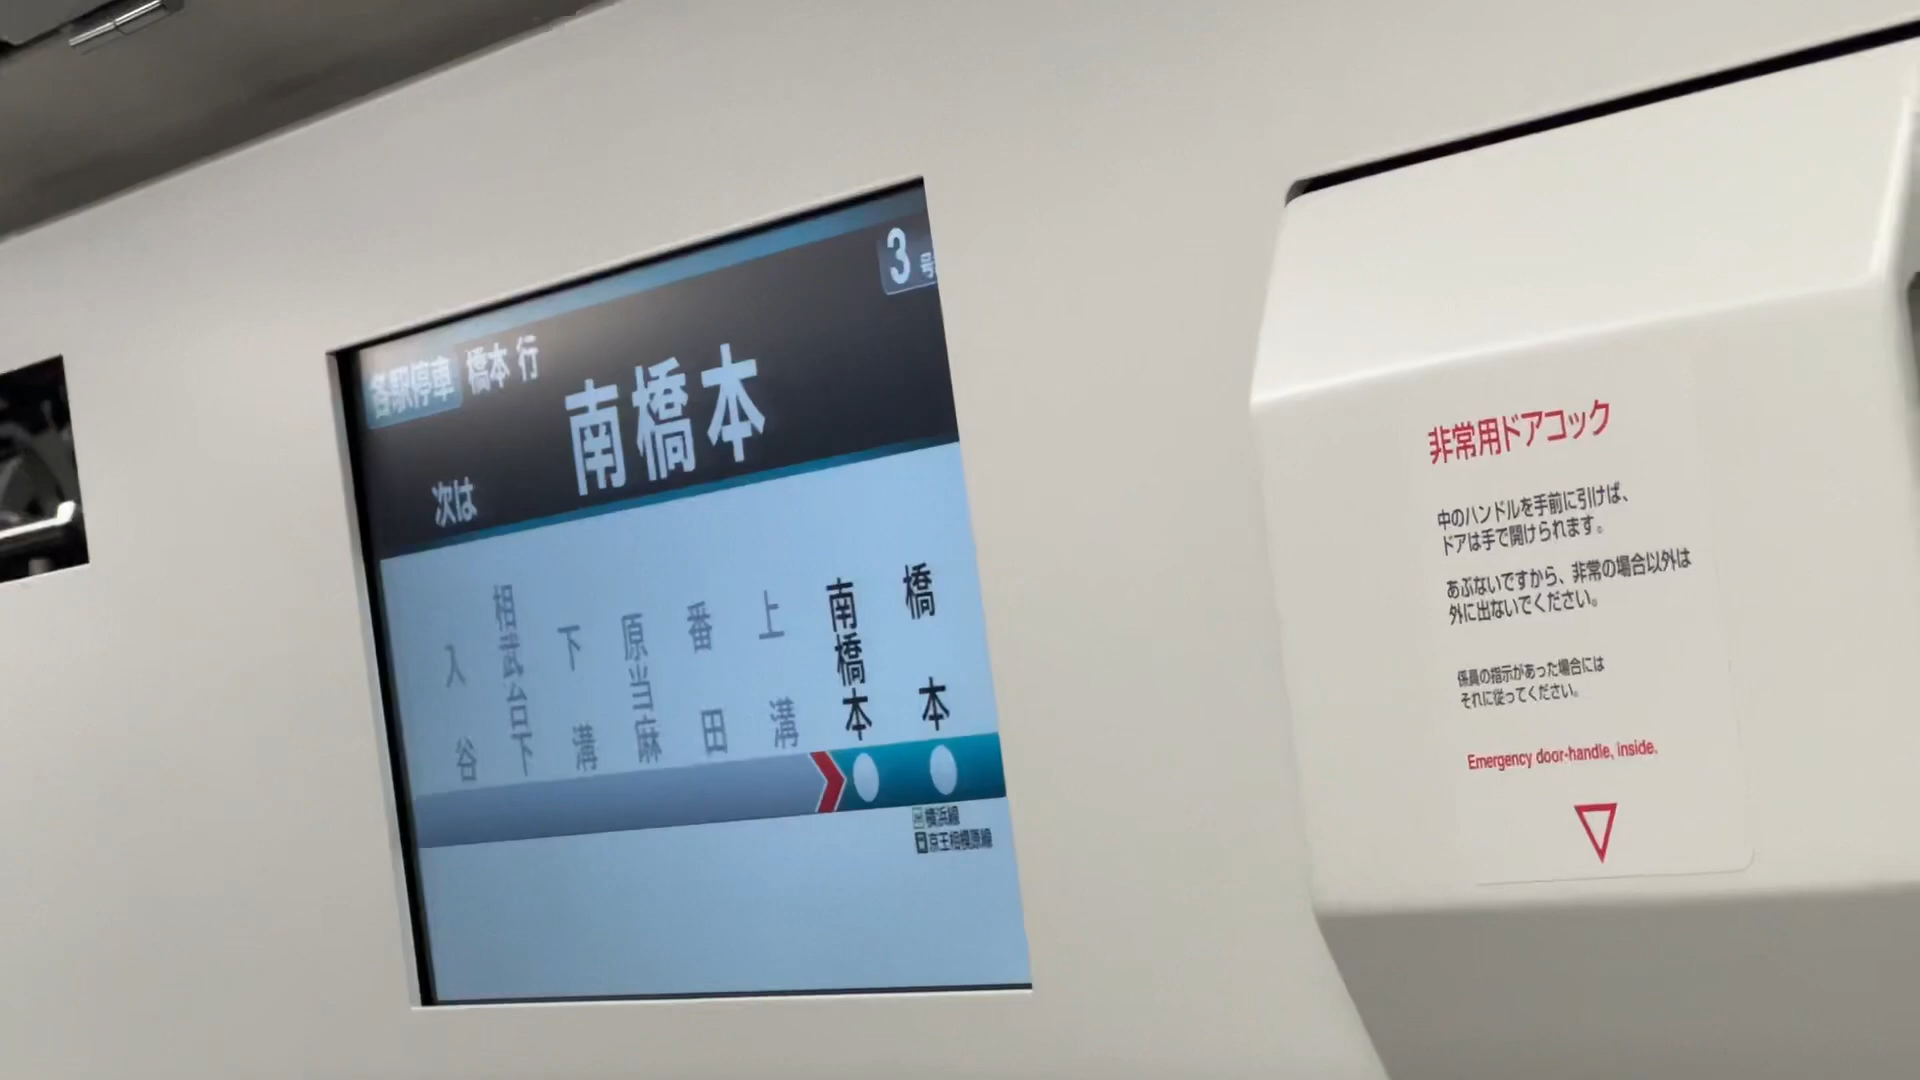 各駅停車 橋本 行
3号
次は
南橋本
入谷
相武台下
下溝
原当麻
番田
上溝
南橋本
橋本
横浜線
京王相模原線
非常用ドアコック
中のハンドルを手前に引けば、
ドアは手で開けられます。
あぶないですから、非常の場合以外は
外に出ないでください。
係員の指示があった場合には
それに従ってください。
Emergency door-handle, inside.